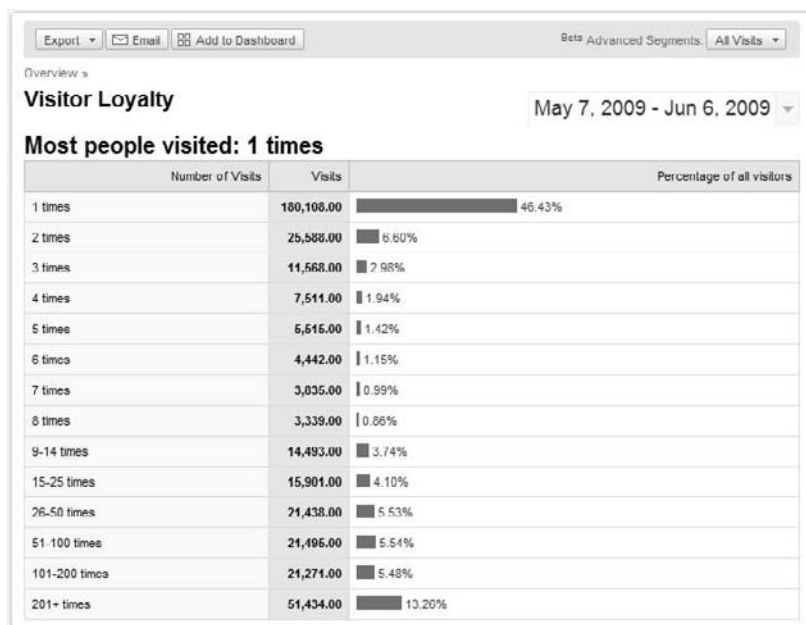 Export Email Add to Dashboard Beta Advanced Segments: All Visits
Overview »
Visitor Loyalty
May 7, 2009 - Jun 6, 2009
Most people visited: 1 times
Number of Visits Visits Percentage of all visitors
1 times 180,108.00 46.43%
2 times 25,588.00 6.60%
3 times 11,568.00 2.98%
4 times 7,511.00 1.94%
5 times 5,515.00 1.42%
6 times 4,442.00 1.15%
7 times 3,835.00 0.99%
8 times 3,339.00 0.86%
9-14 times 14,493.00 3.74%
15-25 times 15,901.00 4.10%
26-50 times 21,438.00 5.53%
51-100 times 21,495.00 5.54%
101-200 times 21,271.00 5.48%
201+ times 51,434.00 13.26%